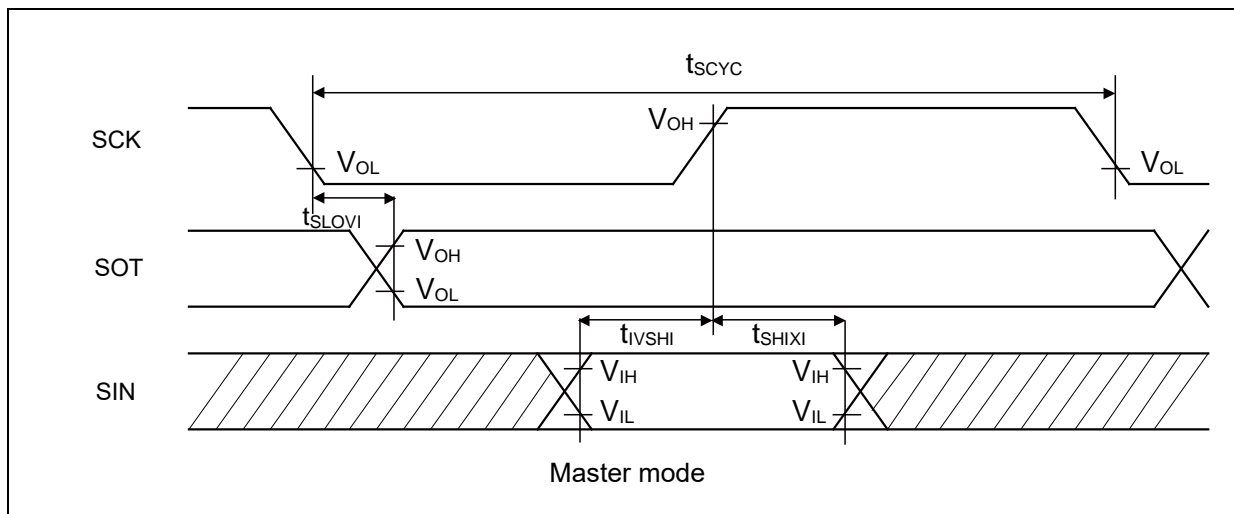 tSCYC
SCK
VOH
VOL
VOL
tSLOVI
SOT
VOH
VOL
tIVSHI
tSHIXI
SIN
VIH
VIH
VIL
VIL
Master mode